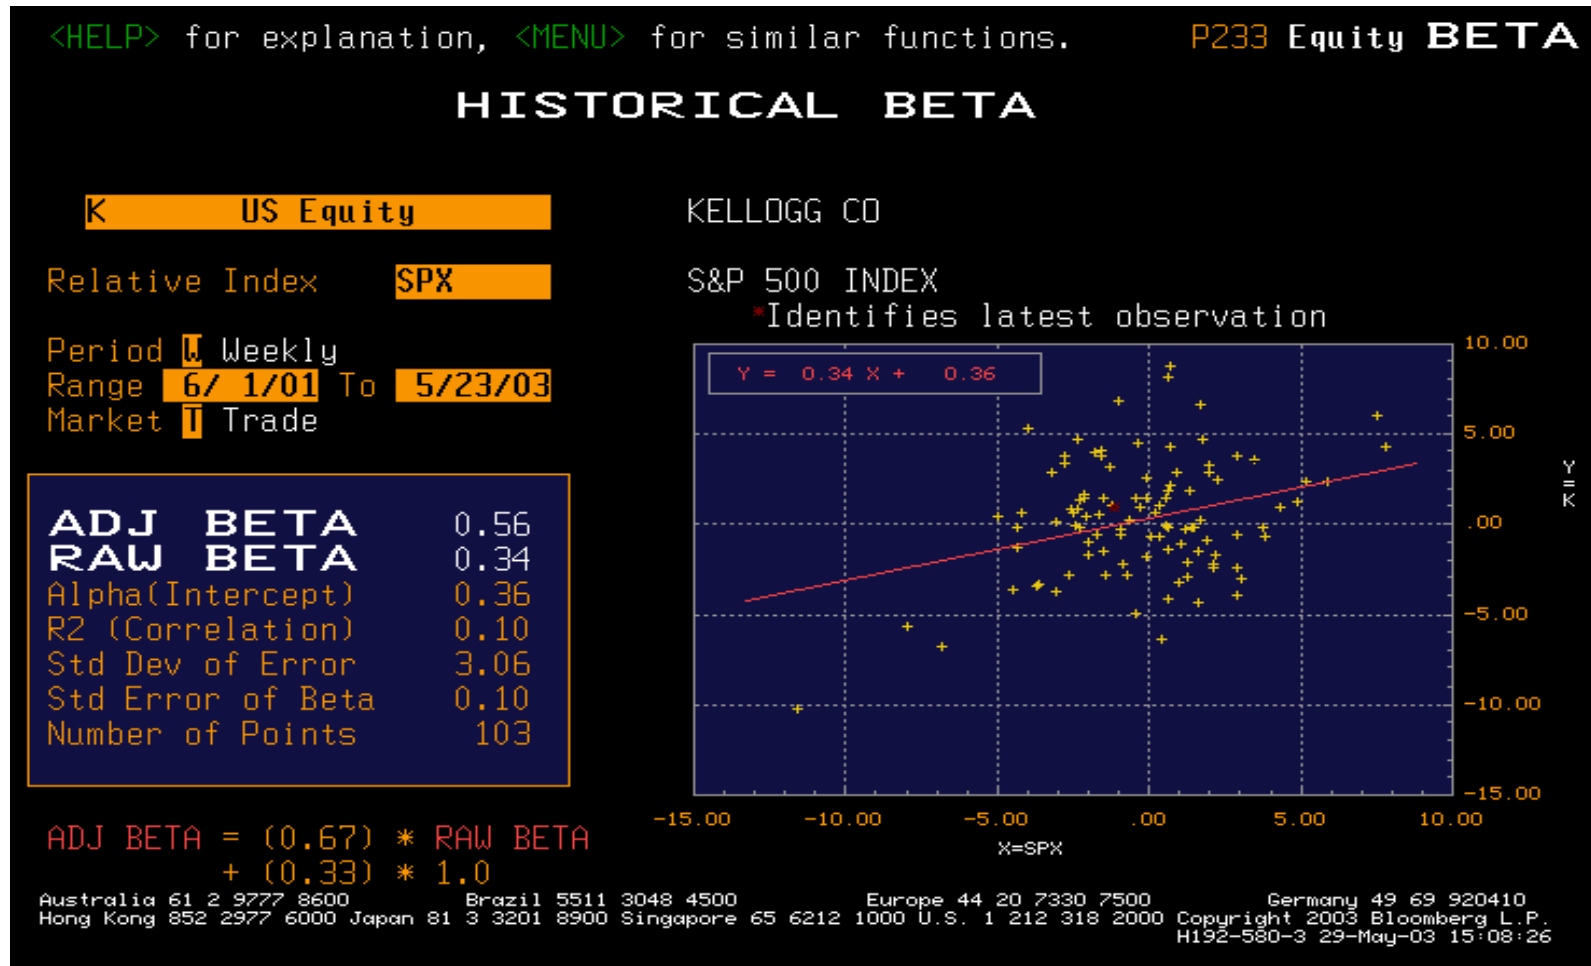 <HELP> for explanation, <MENU> for similar functions. P233 Equity BETA
HISTORICAL BETA
K US Equity KELLOGG CO
Relative Index SPX S&P 500 INDEX
*Identifies latest observation
Period W Weekly
Range 6/ 1/01 To 5/23/03
Market T Trade
Y = 0.34 X + 0.36
ADJ BETA 0.56
RAW BETA 0.34
Alpha(Intercept) 0.36
R2 (Correlation) 0.10
Std Dev of Error 3.06
Std Error of Beta 0.10
Number of Points 103
ADJ BETA = (0.67) * RAW BETA
+ (0.33) * 1.0
10.00
5.00
.00
-5.00
-10.00
-15.00
Y=K
-15.00 -10.00 -5.00 .00 5.00 10.00
X=SPX
Australia 61 2 9777 8600 Brazil 5511 3048 4500 Europe 44 20 7330 7500 Germany 49 69 920410
Hong Kong 852 2977 6000 Japan 81 3 3201 8900 Singapore 65 6212 1000 U.S. 1 212 318 2000 Copyright 2003 Bloomberg L.P.
H192-580-3 29-May-03 15:08:26